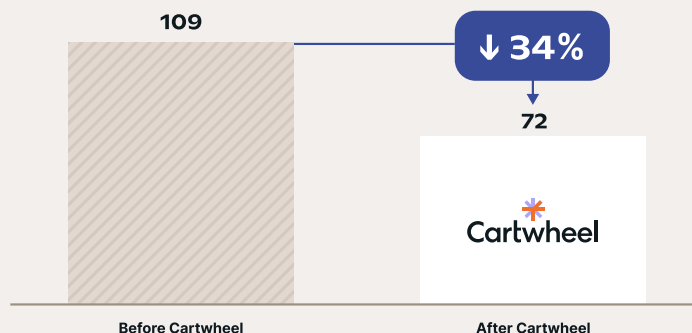 109
↓ 34%
72
Cartwheel
Before Cartwheel
After Cartwheel